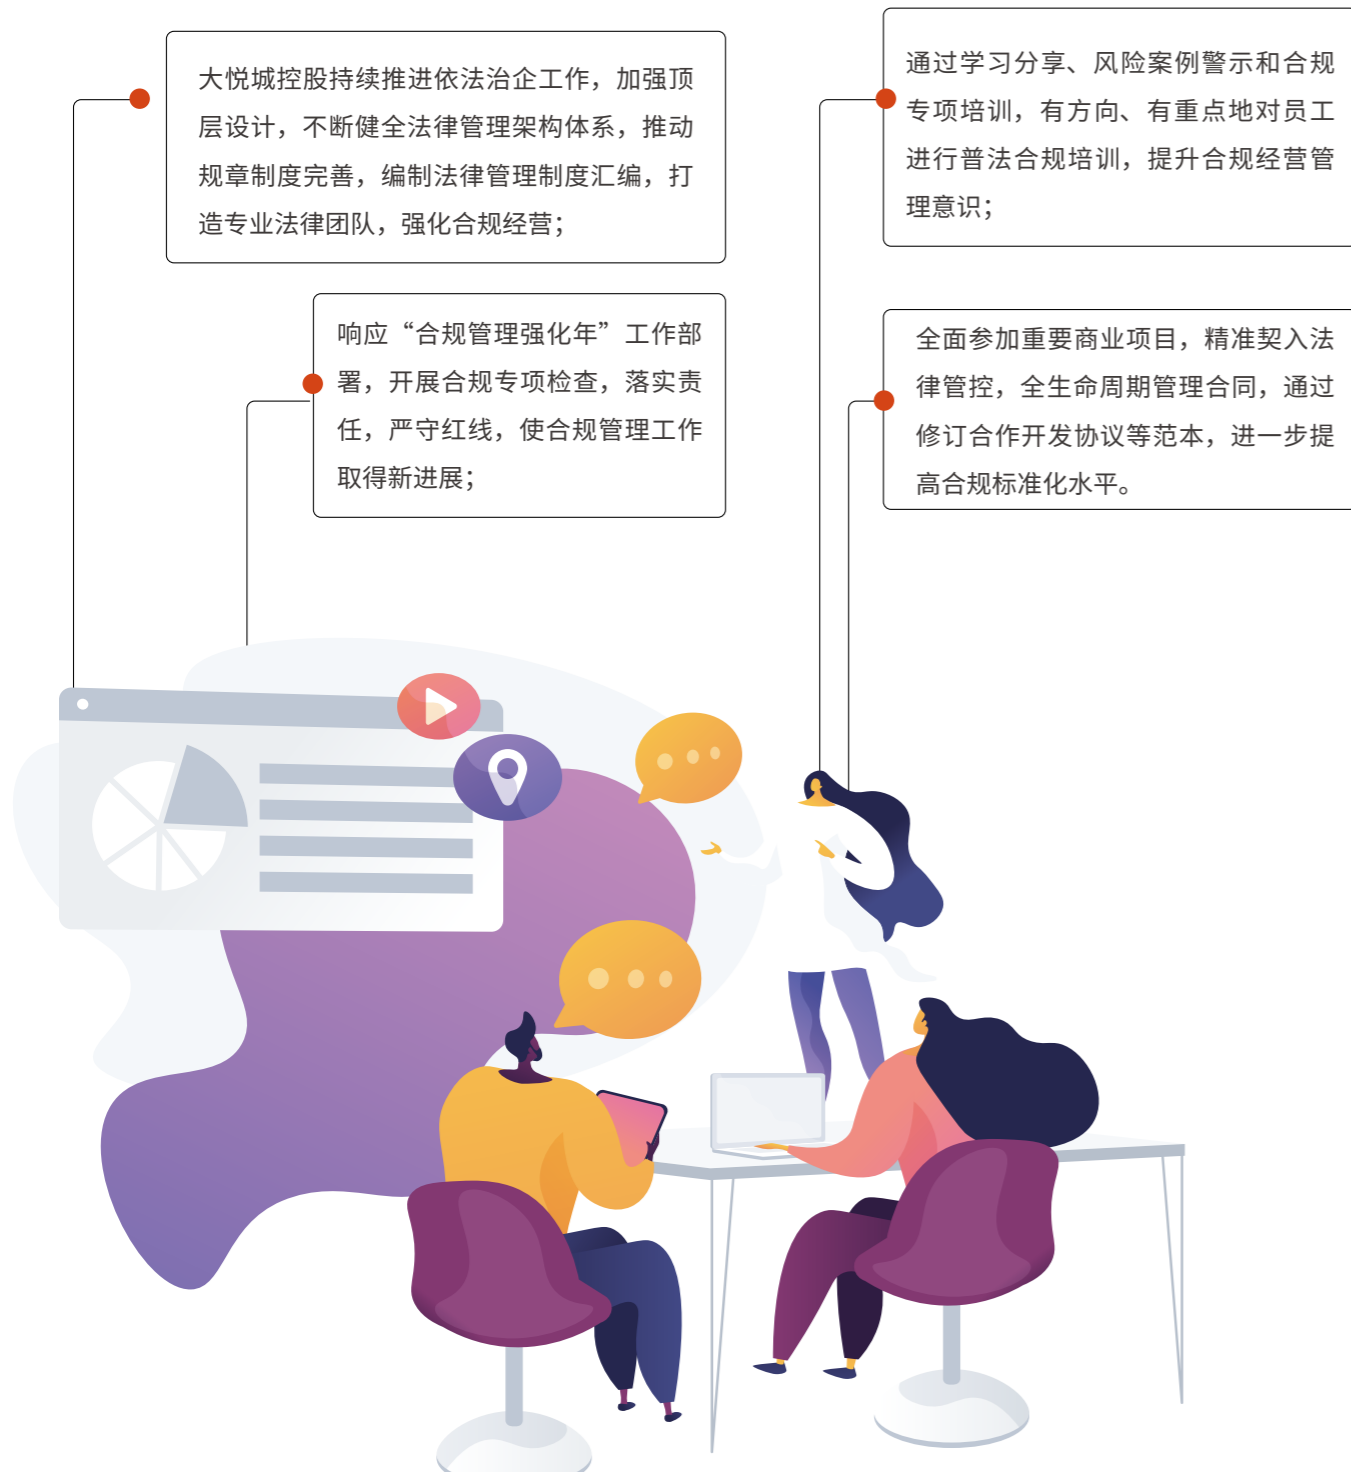 大悦城控股持续推进依法治企工作，加强顶
层设计，不断健全法律管理架构体系，推动
规章制度完善，编制法律管理制度汇编，打
造专业法律团队，强化合规经营；
响应“合规管理强化年”工作部
署，开展合规专项检查，落实责
任，严守红线，使合规管理工作
取得新进展；
通过学习分享、风险案例警示和合规
专项培训，有方向、有重点地对员工
进行普法合规培训，提升合规经营管
理意识；
全面参加重要商业项目，精准契入法
律管控，全生命周期管理合同，通过
修订合作开发协议等范本，进一步提
高合规标准化水平。